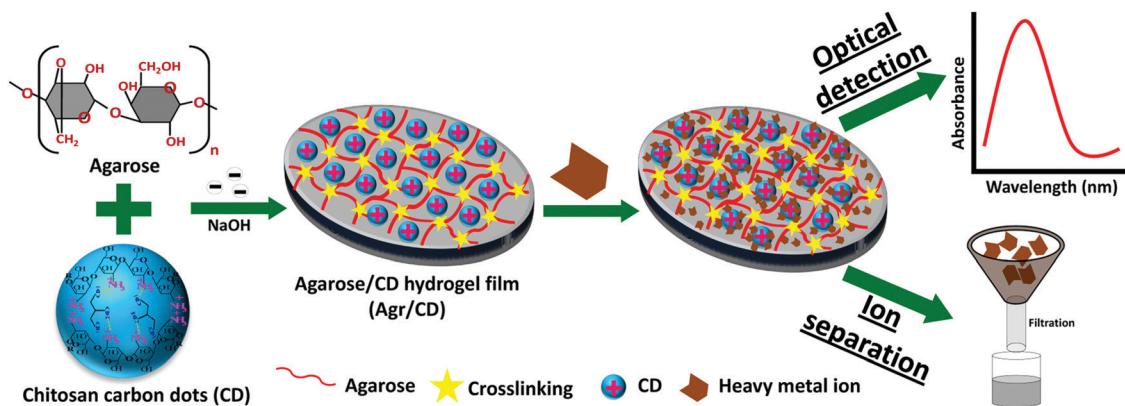 OH
CH₂OH
O
O
OH
O
O
O
O
OH
CH₂
OH
n
Agarose
NaOH
Chitosan carbon dots (CD)
Agarose/CD hydrogel film
(Agr/CD)
Optical
detection
Ion
separation
Absorbance
Wavelength (nm)
Filtration
Agarose
Crosslinking
CD
Heavy metal ion